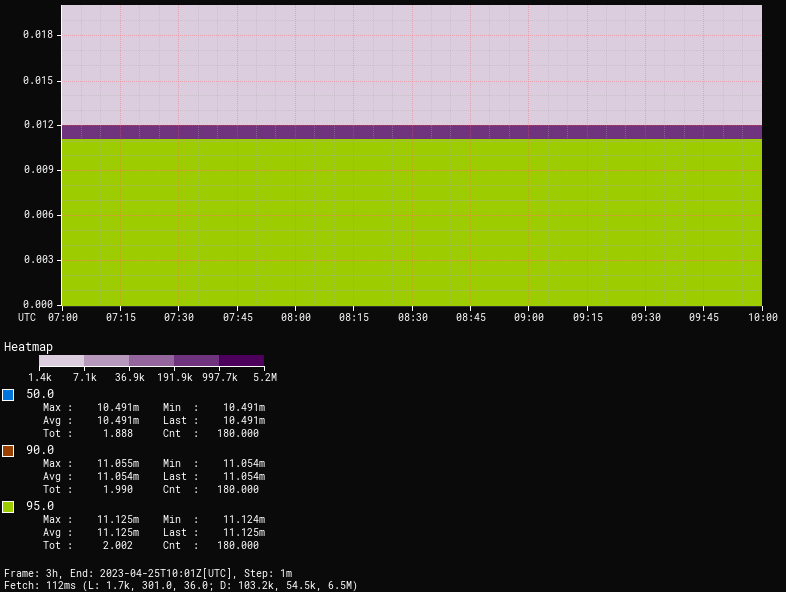 0.018
0.015
0.012
0.009
0.006
0.003
0.000
UTC 07:00 07:15 07:30 07:45 08:00 08:15 08:30 08:45 09:00 09:15 09:30 09:45 10:00
Heatmap
1.4k 7.1k 36.9k 191.9k 997.7k 5.2M
50.0
Max : 10.491m Min : 10.491m
Avg : 10.491m Last : 10.491m
Tot : 1.888 Cnt : 180.000
90.0
Max : 11.055m Min : 11.054m
Avg : 11.054m Last : 11.054m
Tot : 1.990 Cnt : 180.000
95.0
Max : 11.125m Min : 11.124m
Avg : 11.125m Last : 11.125m
Tot : 2.002 Cnt : 180.000
Frame: 3h, End: 2023-04-25T10:01Z[UTC], Step: 1m
Fetch: 112ms (L: 1.7k, 301.0, 36.0; D: 103.2k, 54.5k, 6.5M)